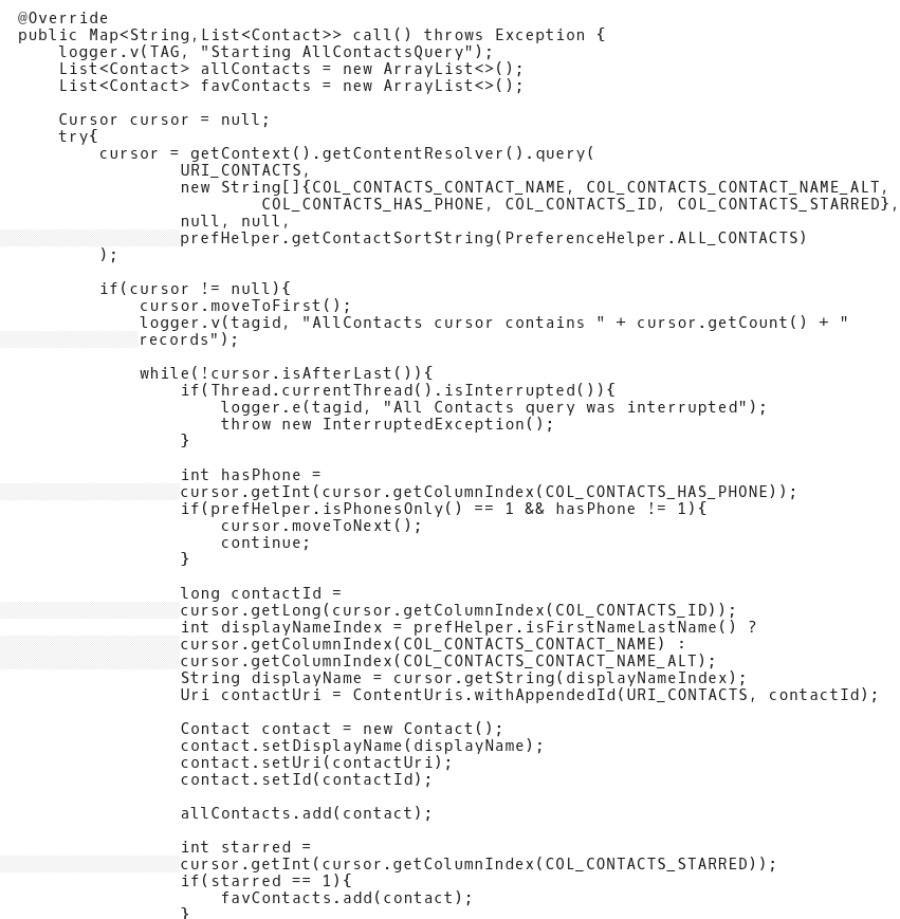 @Override
public Map<String,List<Contact>> call() throws Exception {
    logger.v(TAG, "Starting AllContactsQuery");
    List<Contact> allContacts = new ArrayList<>();
    List<Contact> favContacts = new ArrayList<>();

    Cursor cursor = null;
    try{
        cursor = getContext().getContentResolver().query(
                URI_CONTACTS,
                new String[]{COL_CONTACTS_CONTACT_NAME, COL_CONTACTS_CONTACT_NAME_ALT,
                        COL_CONTACTS_HAS_PHONE, COL_CONTACTS_ID, COL_CONTACTS_STARRED},
                null, null,
                prefHelper.getContactSortString(PreferenceHelper.ALL_CONTACTS)
        );

        if(cursor != null){
            cursor.moveToFirst();
            logger.v(tagid, "AllContacts cursor contains " + cursor.getCount() + "
            records");

            while(!cursor.isAfterLast()){
                if(Thread.currentThread().isInterrupted()){
                    logger.e(tagid, "All Contacts query was interrupted");
                    throw new InterruptedException();
                }

                int hasPhone =
                cursor.getInt(cursor.getColumnIndex(COL_CONTACTS_HAS_PHONE));
                if(prefHelper.isPhonesOnly() == 1 && hasPhone != 1){
                    cursor.moveToNext();
                    continue;
                }

                long contactId =
                cursor.getLong(cursor.getColumnIndex(COL_CONTACTS_ID));
                int displayNameIndex = prefHelper.isFirstNameLastName() ?
                cursor.getColumnIndex(COL_CONTACTS_CONTACT_NAME) :
                cursor.getColumnIndex(COL_CONTACTS_CONTACT_NAME_ALT);
                String displayName = cursor.getString(displayNameIndex);
                Uri contactUri = ContentUris.withAppendedId(URI_CONTACTS, contactId);

                Contact contact = new Contact();
                contact.setDisplayName(displayName);
                contact.setUri(contactUri);
                contact.setId(contactId);

                allContacts.add(contact);

                int starred =
                cursor.getInt(cursor.getColumnIndex(COL_CONTACTS_STARRED));
                if(starred == 1){
                    favContacts.add(contact);
                }